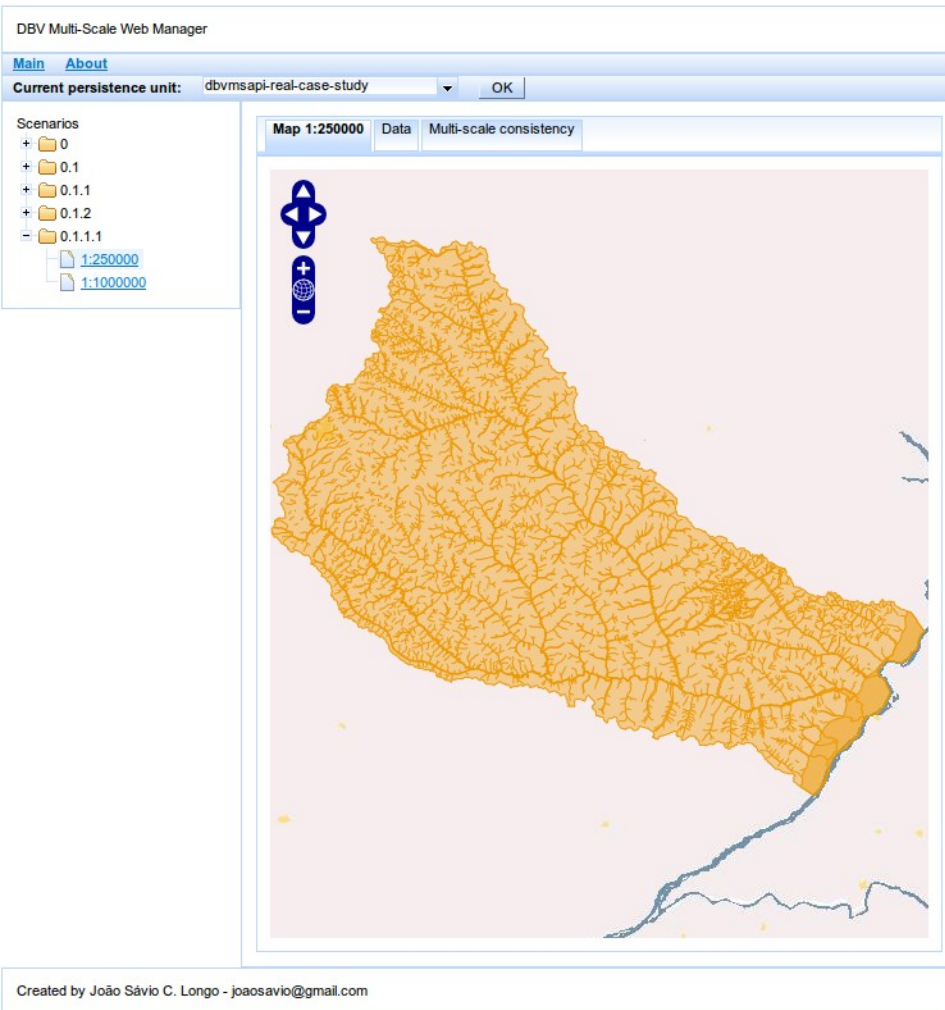 DBV Multi-Scale Web Manager
Main About
Current persistence unit: dbvmsapi-real-case-study OK
Scenarios
0
0.1
0.1.1
0.1.2
0.1.1.1
1:250000
1:1000000
Map 1:250000 Data Multi-scale consistency
Created by João Sávio C. Longo - joaosavio@gmail.com